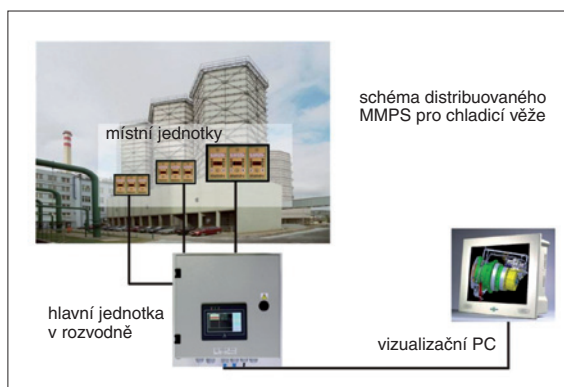 schéma distribuovaného
MMPS pro chladicí věže
místní jednotky
hlavní jednotka
v rozvodně
vizualizační PC